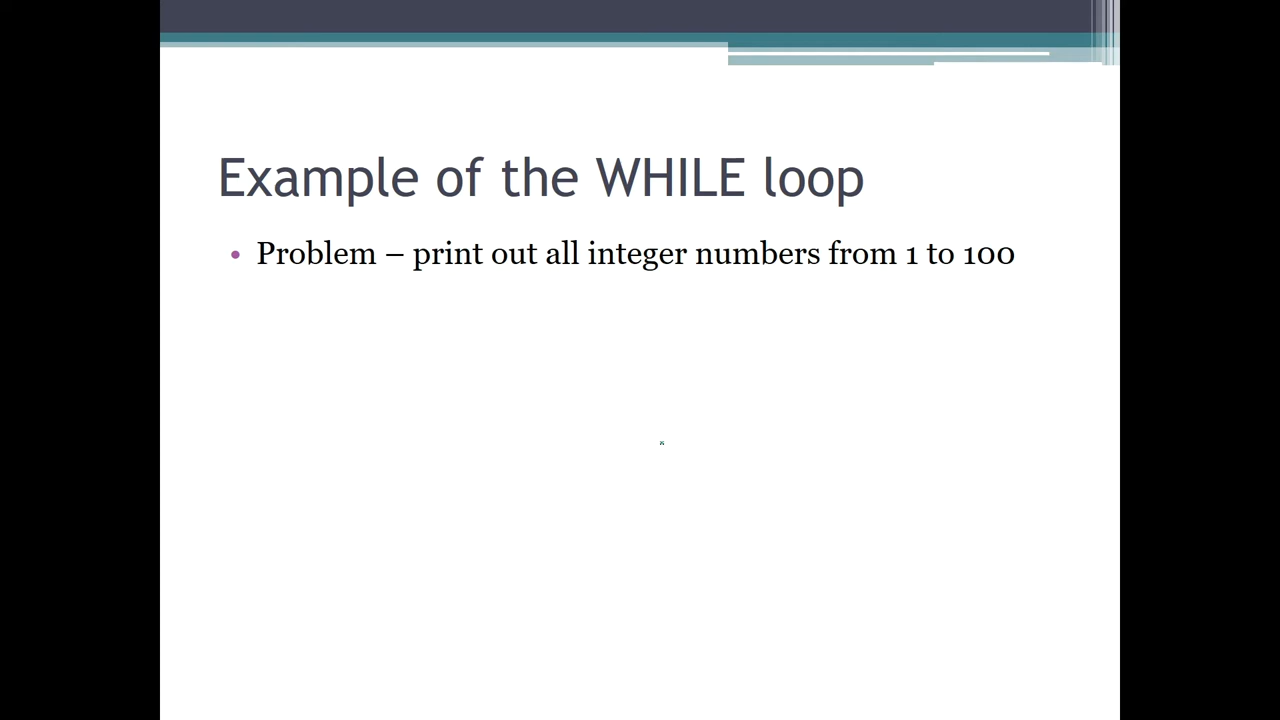 Example of the WHILE loop
• Problem – print out all integer numbers from 1 to 100